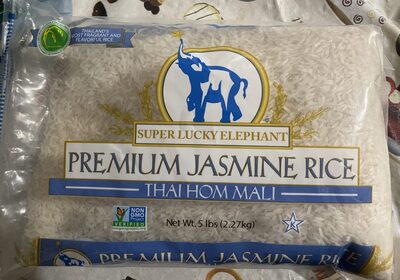 THAILAND'S
MOST FRAGRANT AND
FLAVORFUL RICE
SUPER LUCKY ELEPHANT
PREMIUM JASMINE RICE
THAI HOM MALI
NON
GMO
Project
VERIFIED
Net Wt. 5 lbs (2.27kg)
K
PREMIUM JASMINE RICE